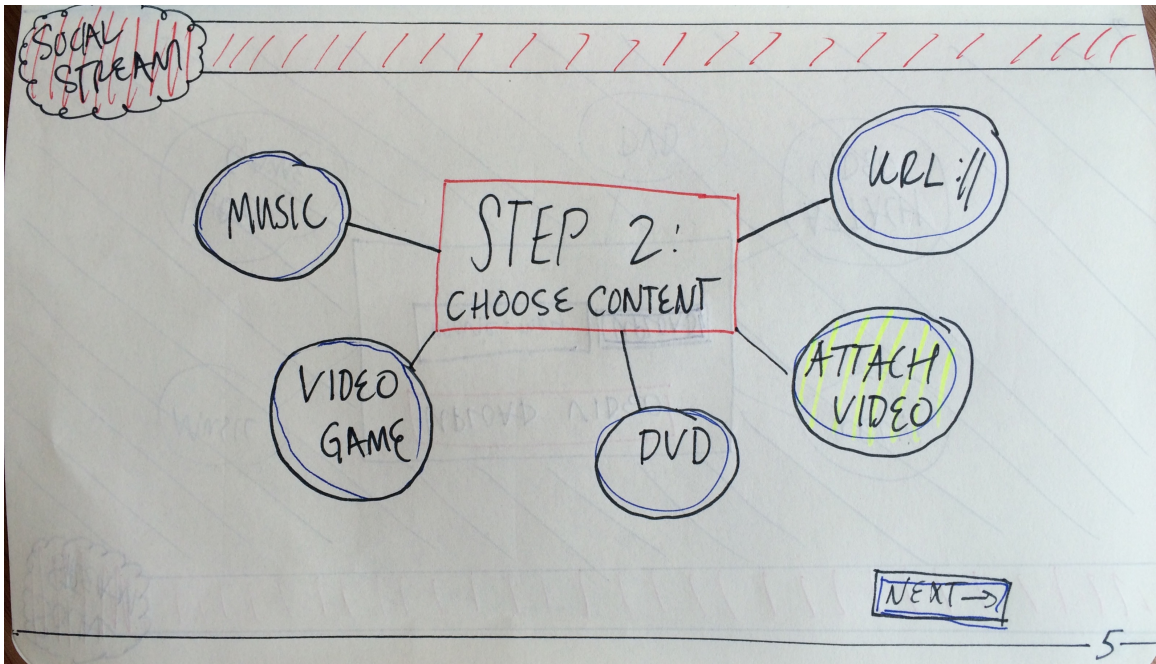 SOCIAL
STREAM
MUSIC
URL://
STEP 2:
CHOOSE CONTENT
VIDEO
GAME
DVD
ATTACH
VIDEO
NEXT→
5